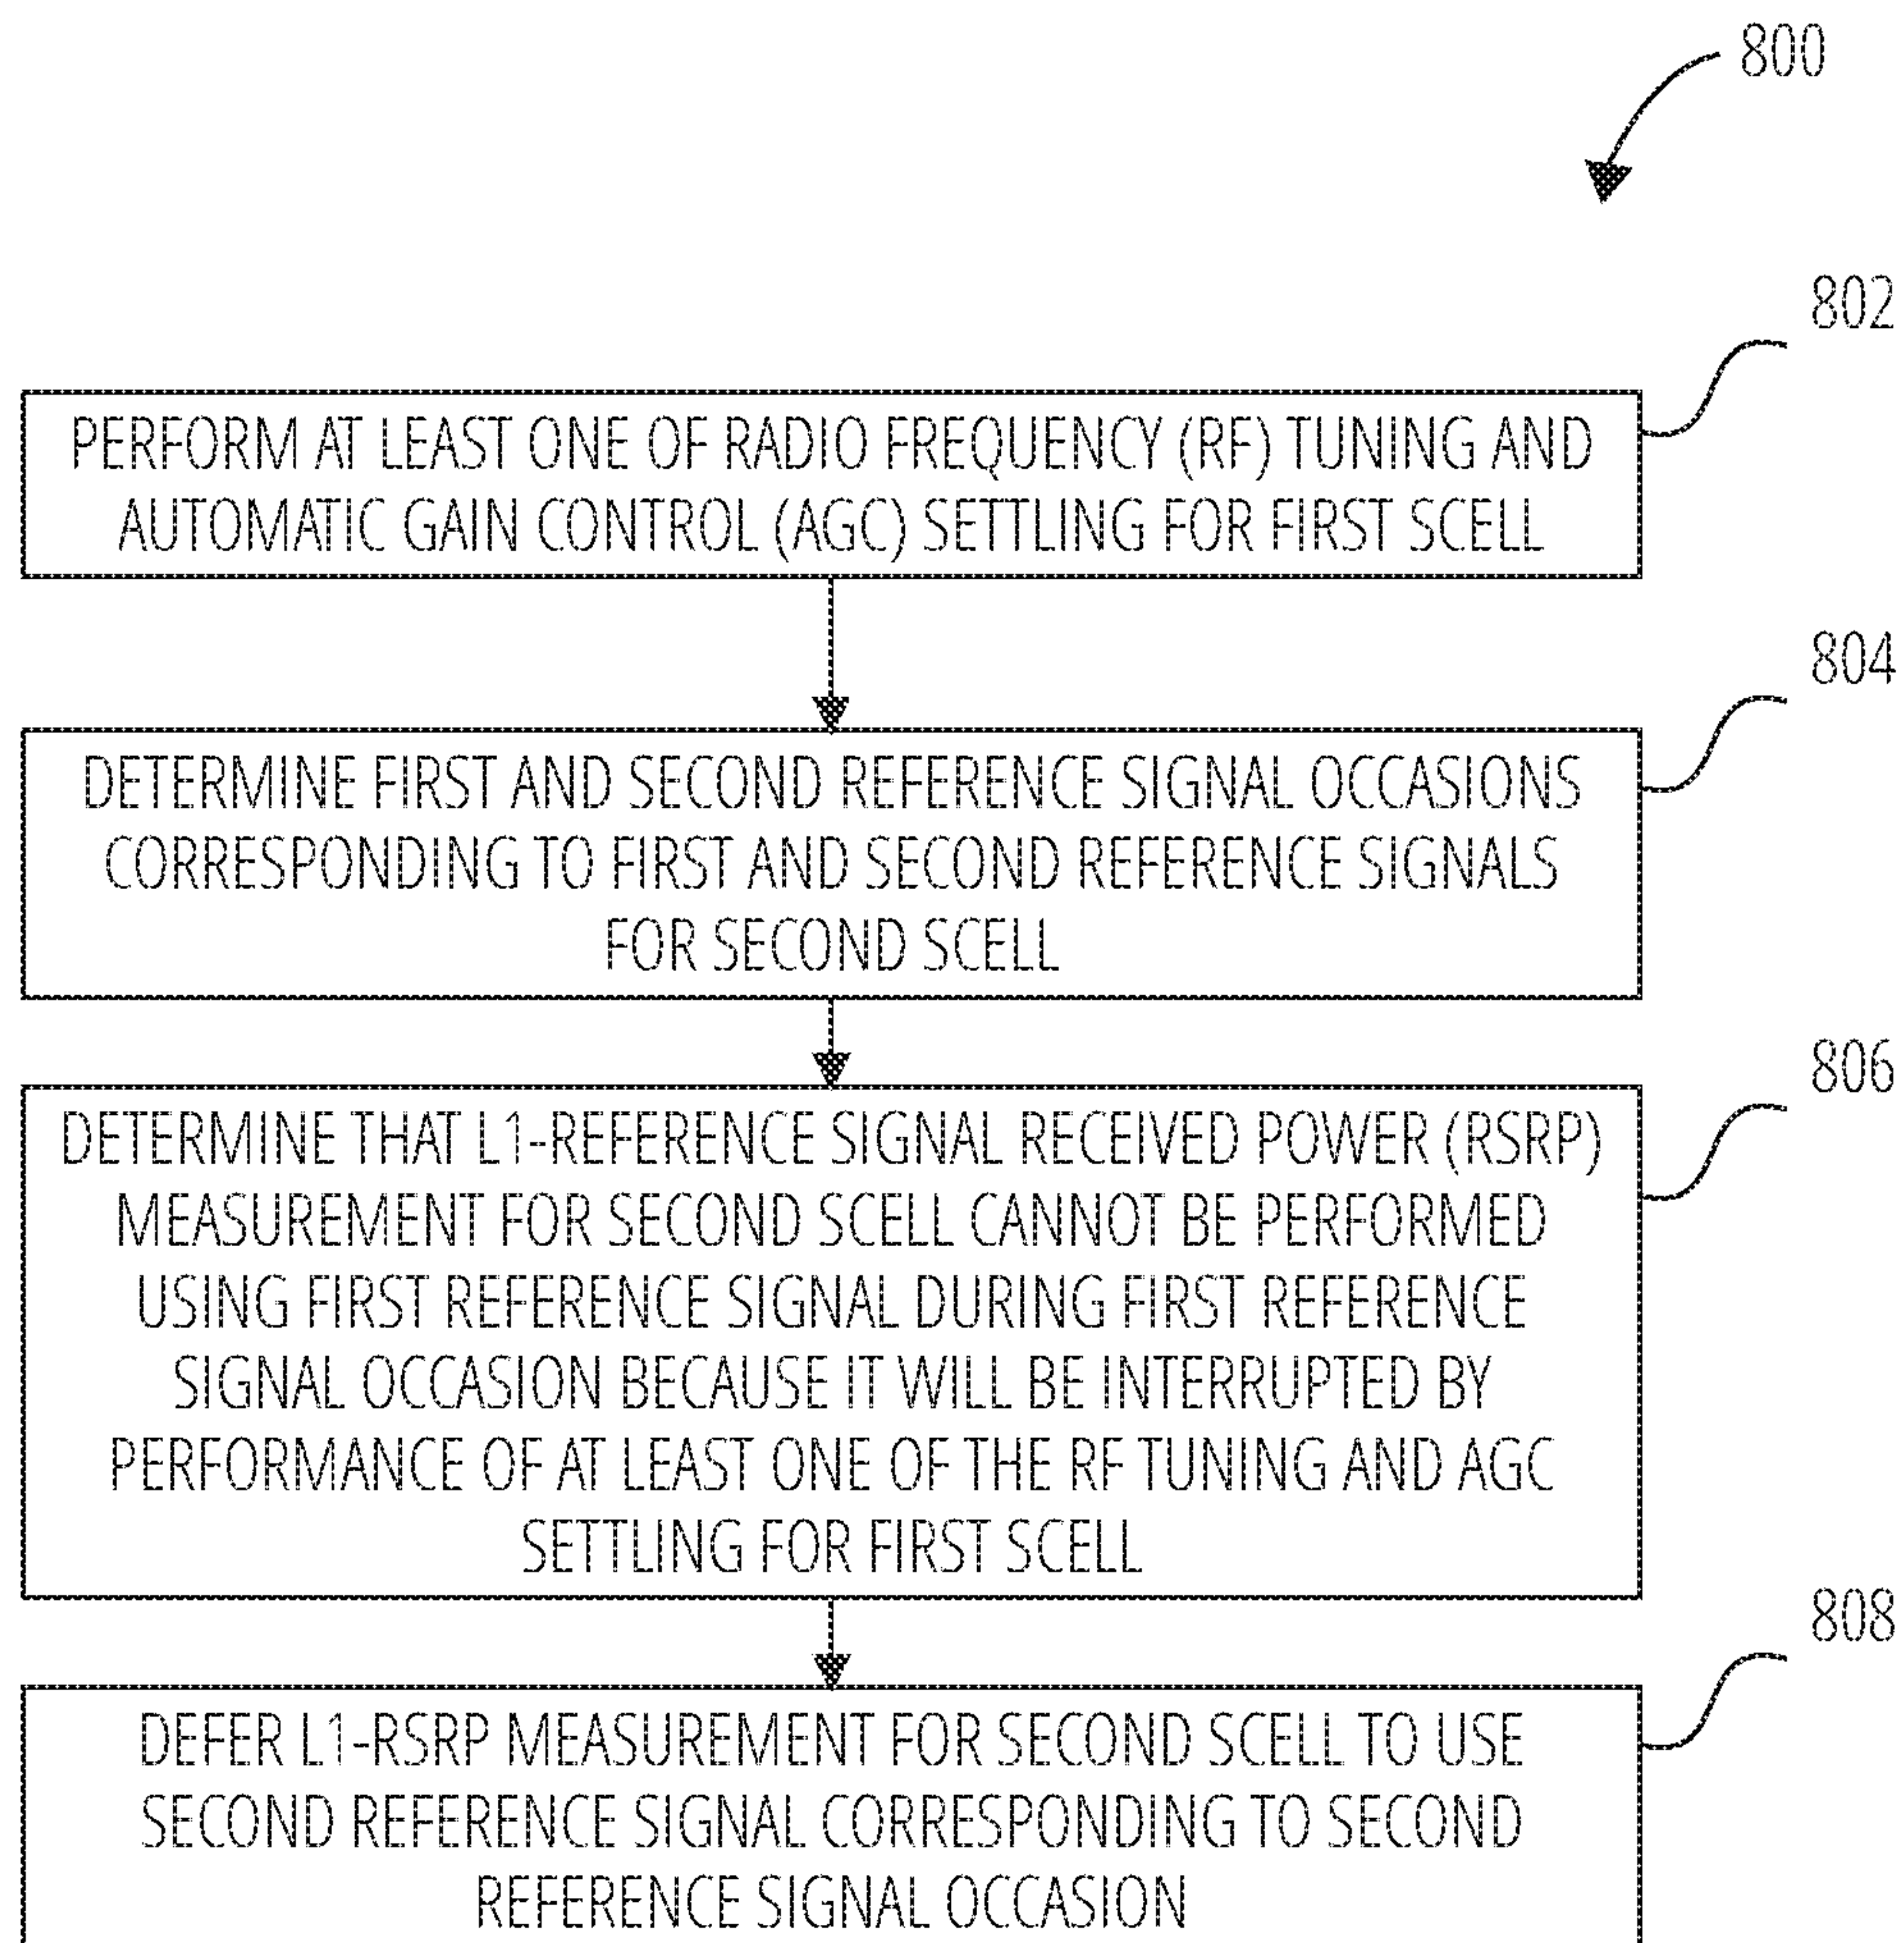 800
802
PERFORM AT LEAST ONE OF RADIO FREQUENCY (RF) TUNING AND
AUTOMATIC GAIN CONTROL (AGC) SETTLING FOR FIRST SCELL
804
DETERMINE FIRST AND SECOND REFERENCE SIGNAL OCCASIONS
CORRESPONDING TO FIRST AND SECOND REFERENCE SIGNALS
FOR SECOND SCELL
806
DETERMINE THAT L1-REFERENCE SIGNAL RECEIVED POWER (RSRP)
MEASUREMENT FOR SECOND SCELL CANNOT BE PERFORMED
USING FIRST REFERENCE SIGNAL DURING FIRST REFERENCE
SIGNAL OCCASION BECAUSE IT WILL BE INTERRUPTED BY
PERFORMANCE OF AT LEAST ONE OF THE RF TUNING AND AGC
SETTLING FOR FIRST SCELL
808
DEFER L1-RSRP MEASUREMENT FOR SECOND SCELL TO USE
SECOND REFERENCE SIGNAL CORRESPONDING TO SECOND
REFERENCE SIGNAL OCCASION